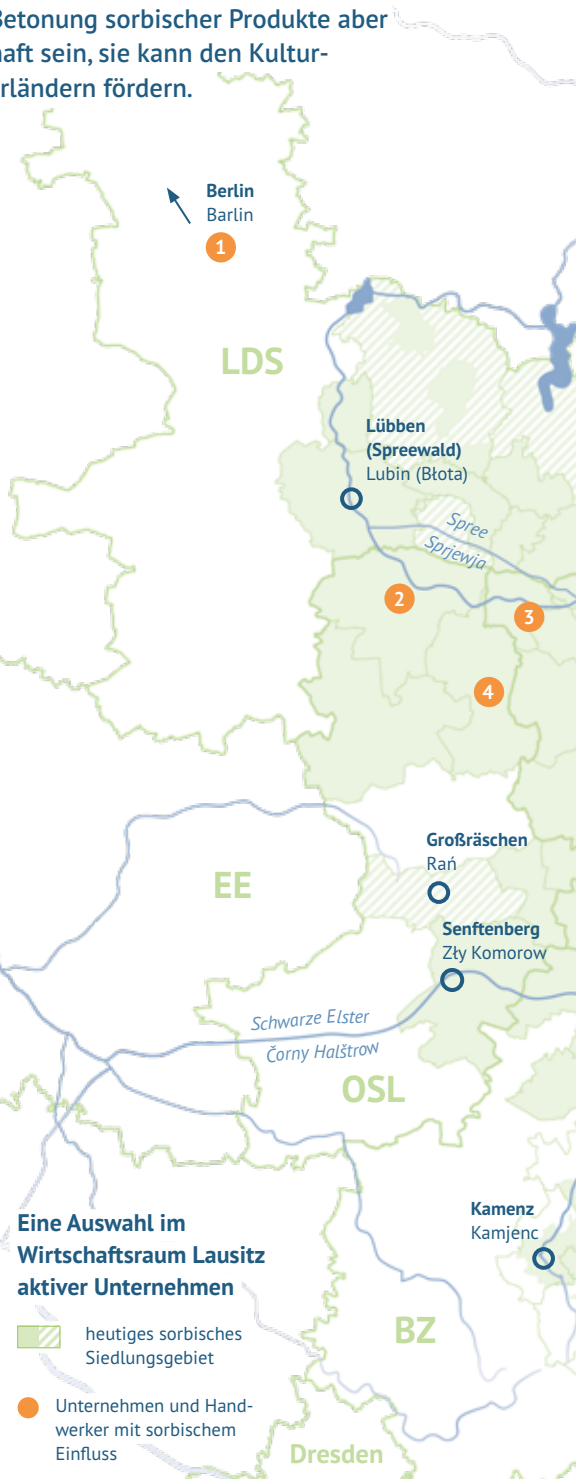 Betonung sorbischer Produkte aber
haft sein, sie kann den Kultur-
rländern fördern.
Berlin
Barlin
1
LDS
Lübben
(Spreewald)
Lubin (Błota)
Spree
Sprjewja
2
3
4
Großräschen
Rań
EE
Senftenberg
Zły Komorow
Schwarze Elster
Čorny Halštrow
OSL
Kamenz
Kamjenc
Eine Auswahl im
Wirtschaftsraum Lausitz
aktiver Unternehmen
BZ
heutiges sorbisches
Siedlungsgebiet
Unternehmen und Hand-
werker mit sorbischem
Einfluss
Dresden